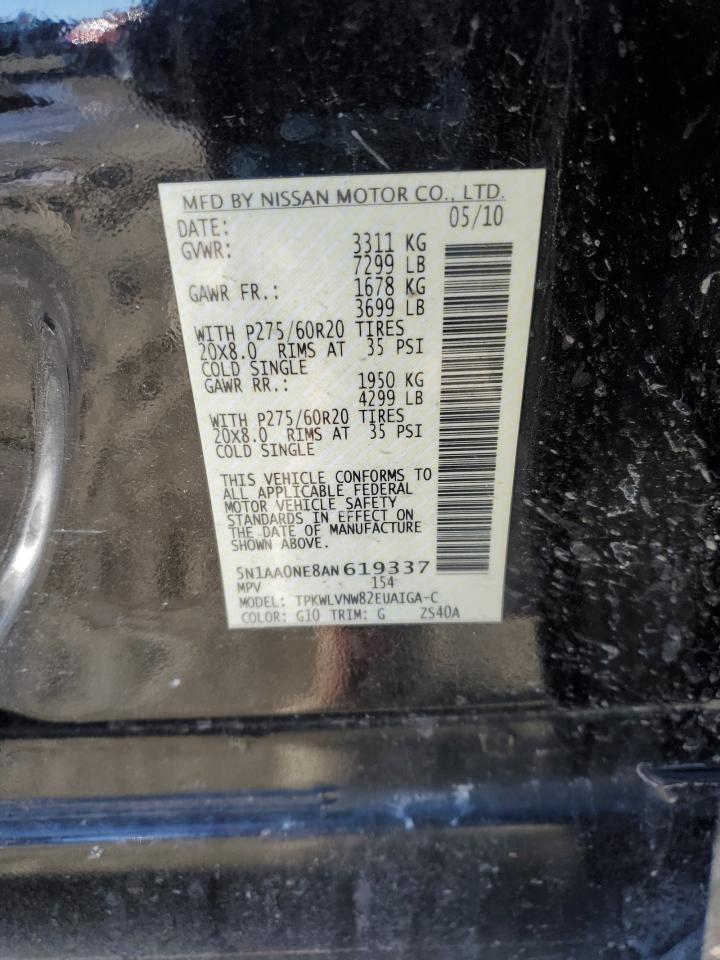 MFD BY NISSAN MOTOR CO., LTD.
DATE: 05/10
GVWR: 3311 KG
7299 LB
GAWR FR.: 1678 KG
3699 LB
WITH P275/60R20 TIRES
20X8.0 RIMS AT 35 PSI
COLD SINGLE
GAWR RR.: 1950 KG
4299 LB
WITH P275/60R20 TIRES
20X8.0 RIMS AT 35 PSI
COLD SINGLE
THIS VEHICLE CONFORMS TO
ALL APPLICABLE FEDERAL
MOTOR VEHICLE SAFETY
STANDARDS IN EFFECT ON
THE DATE OF MANUFACTURE
SHOWN ABOVE.
5N1AA0NE8AN619337
MPV 154
MODEL: TPKWLVNW82EUAIGA-C
COLOR: G10 TRIM: G ZS40A